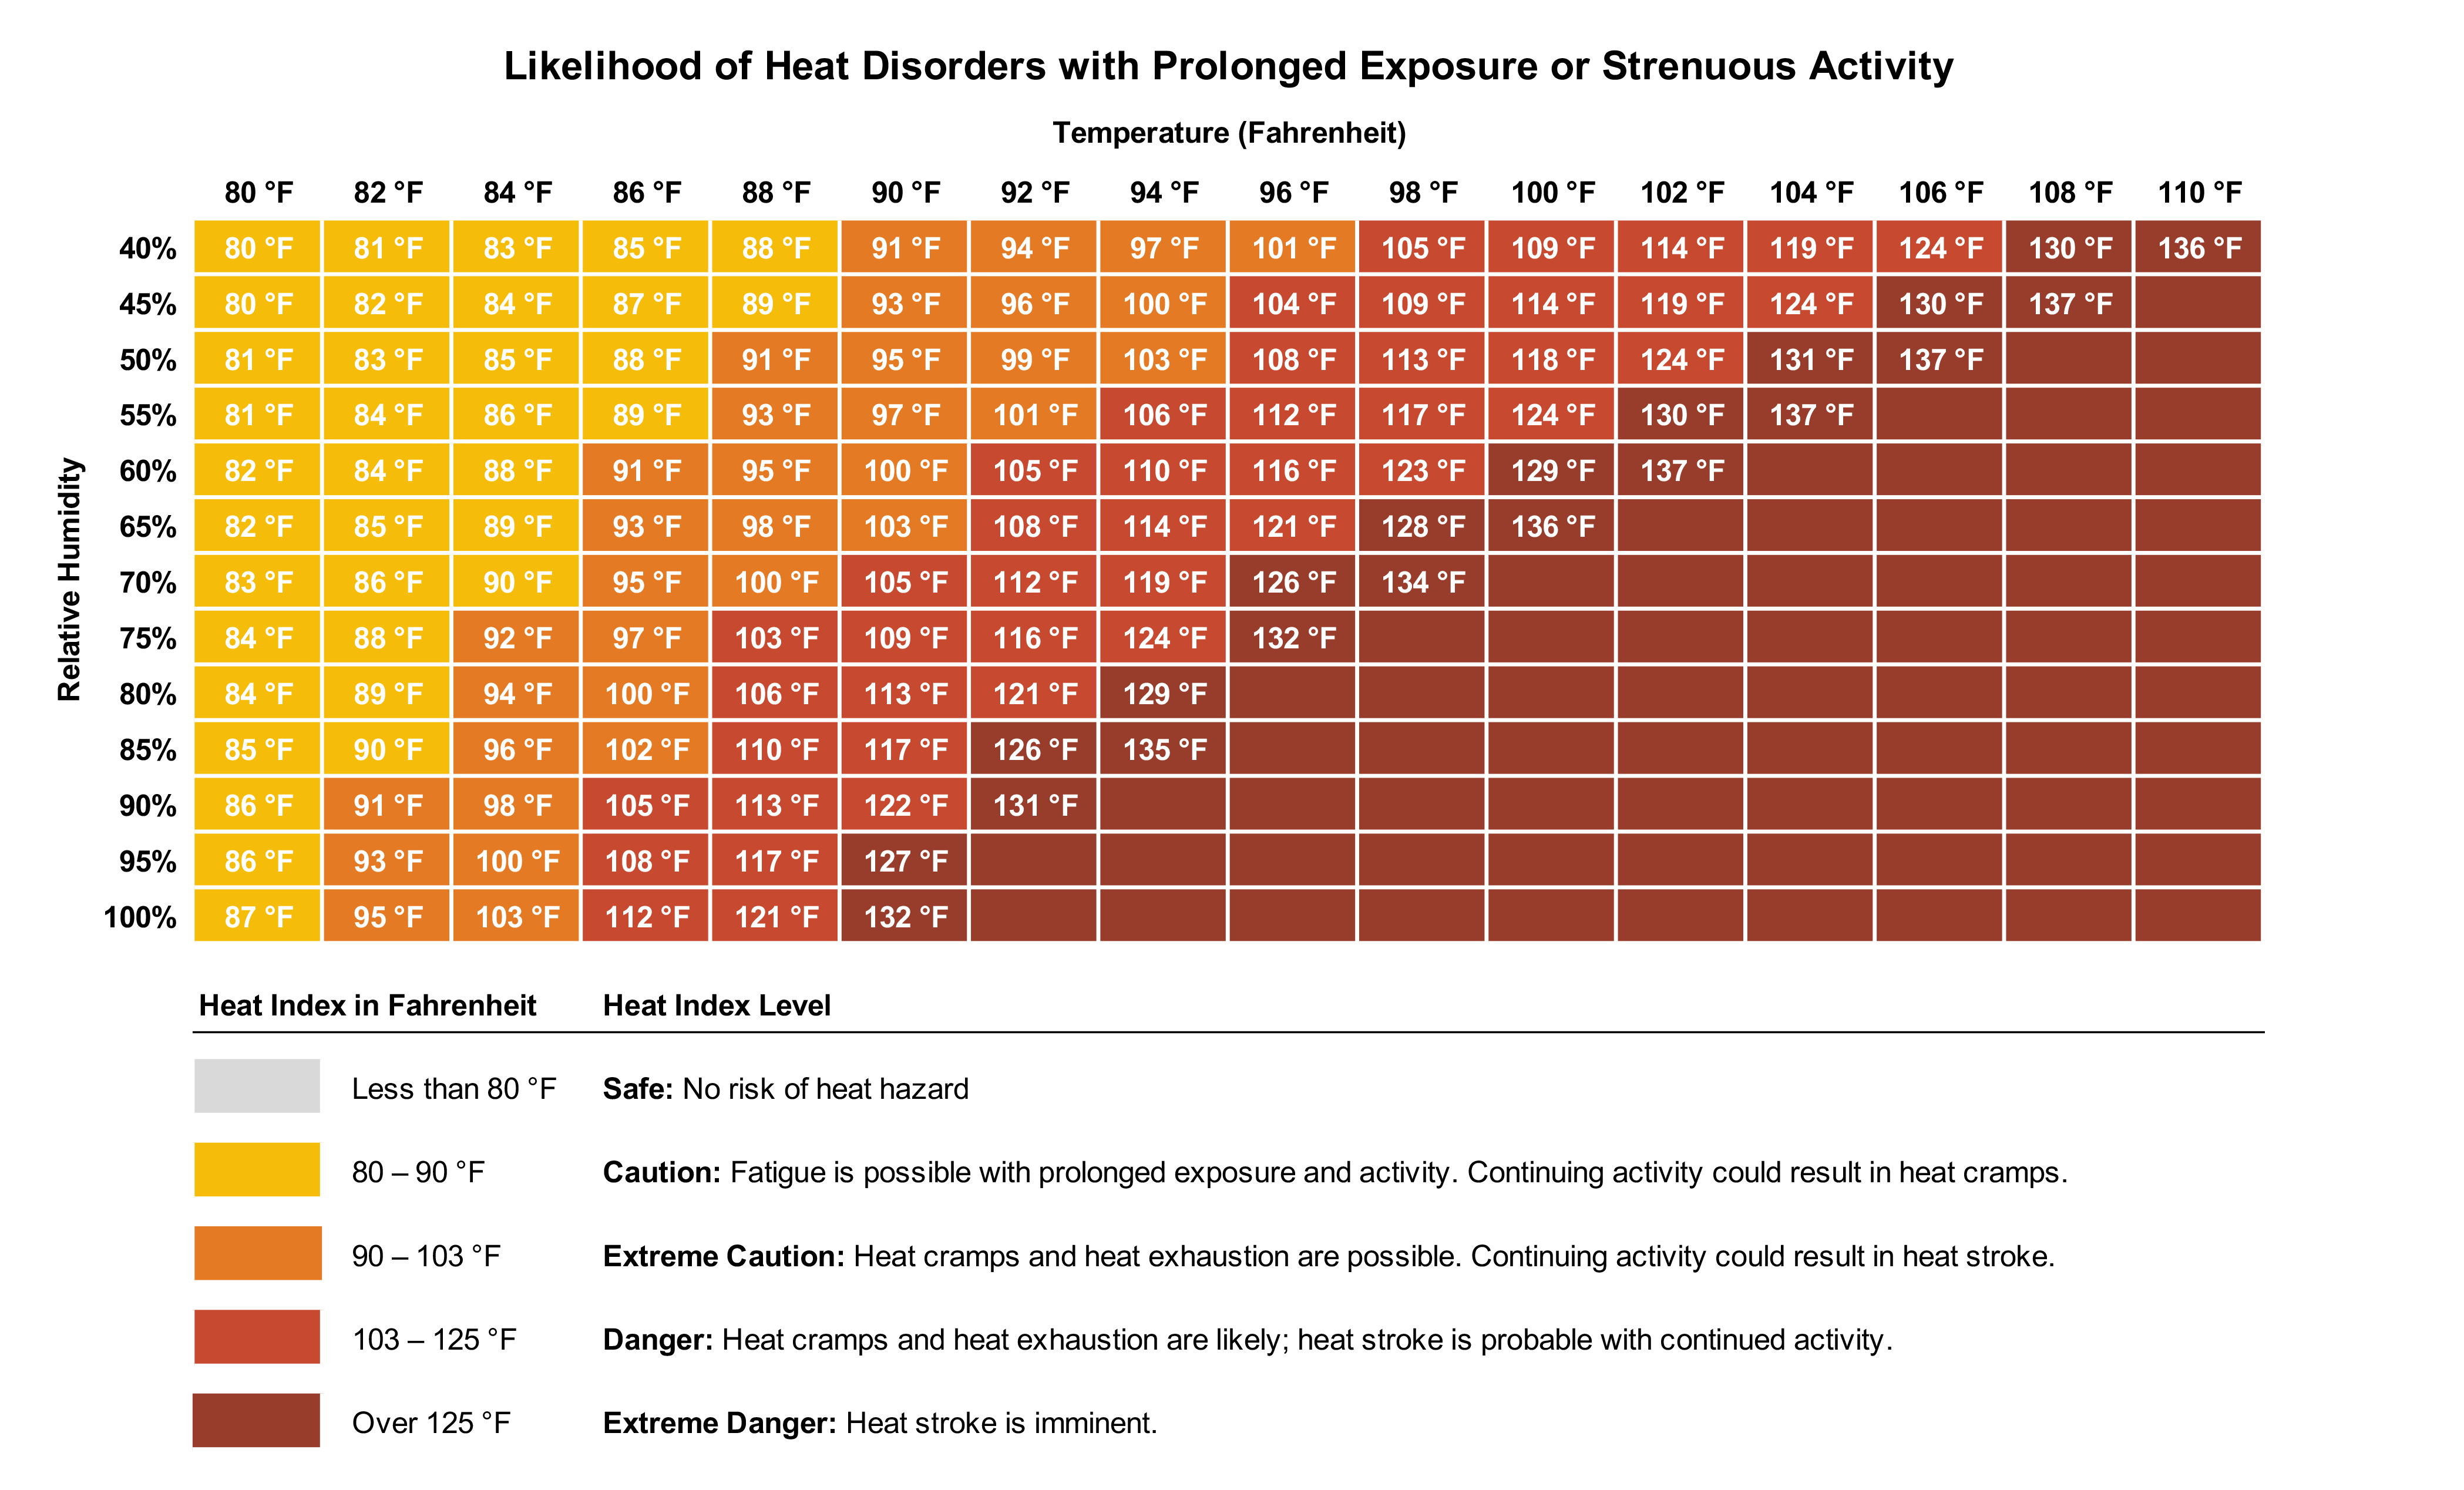 Likelihood of Heat Disorders with Prolonged Exposure or Strenuous Activity
Temperature (Fahrenheit)
80 °F 82 °F 84 °F 86 °F 88 °F 90 °F 92 °F 94 °F 96 °F 98 °F 100 °F 102 °F 104 °F 106 °F 108 °F 110 °F
Relative Humidity
40% 80 °F 81 °F 83 °F 85 °F 88 °F 91 °F 94 °F 97 °F 101 °F 105 °F 109 °F 114 °F 119 °F 124 °F 130 °F 136 °F
45% 80 °F 82 °F 84 °F 87 °F 89 °F 93 °F 96 °F 100 °F 104 °F 109 °F 114 °F 119 °F 124 °F 130 °F 137 °F
50% 81 °F 83 °F 85 °F 88 °F 91 °F 95 °F 99 °F 103 °F 108 °F 113 °F 118 °F 124 °F 131 °F 137 °F
55% 81 °F 84 °F 86 °F 89 °F 93 °F 97 °F 101 °F 106 °F 112 °F 117 °F 124 °F 130 °F 137 °F
60% 82 °F 84 °F 88 °F 91 °F 95 °F 100 °F 105 °F 110 °F 116 °F 123 °F 129 °F 137 °F
65% 82 °F 85 °F 89 °F 93 °F 98 °F 103 °F 108 °F 114 °F 121 °F 128 °F 136 °F
70% 83 °F 86 °F 90 °F 95 °F 100 °F 105 °F 112 °F 119 °F 126 °F 134 °F
75% 84 °F 88 °F 92 °F 97 °F 103 °F 109 °F 116 °F 124 °F 132 °F
80% 84 °F 89 °F 94 °F 100 °F 106 °F 113 °F 121 °F 129 °F
85% 85 °F 90 °F 96 °F 102 °F 110 °F 117 °F 126 °F 135 °F
90% 86 °F 91 °F 98 °F 105 °F 113 °F 122 °F 131 °F
95% 86 °F 93 °F 100 °F 108 °F 117 °F 127 °F
100% 87 °F 95 °F 103 °F 112 °F 121 °F 132 °F
Heat Index in Fahrenheit Heat Index Level
Less than 80 °F Safe: No risk of heat hazard
80 – 90 °F Caution: Fatigue is possible with prolonged exposure and activity. Continuing activity could result in heat cramps.
90 – 103 °F Extreme Caution: Heat cramps and heat exhaustion are possible. Continuing activity could result in heat stroke.
103 – 125 °F Danger: Heat cramps and heat exhaustion are likely; heat stroke is probable with continued activity.
Over 125 °F Extreme Danger: Heat stroke is imminent.